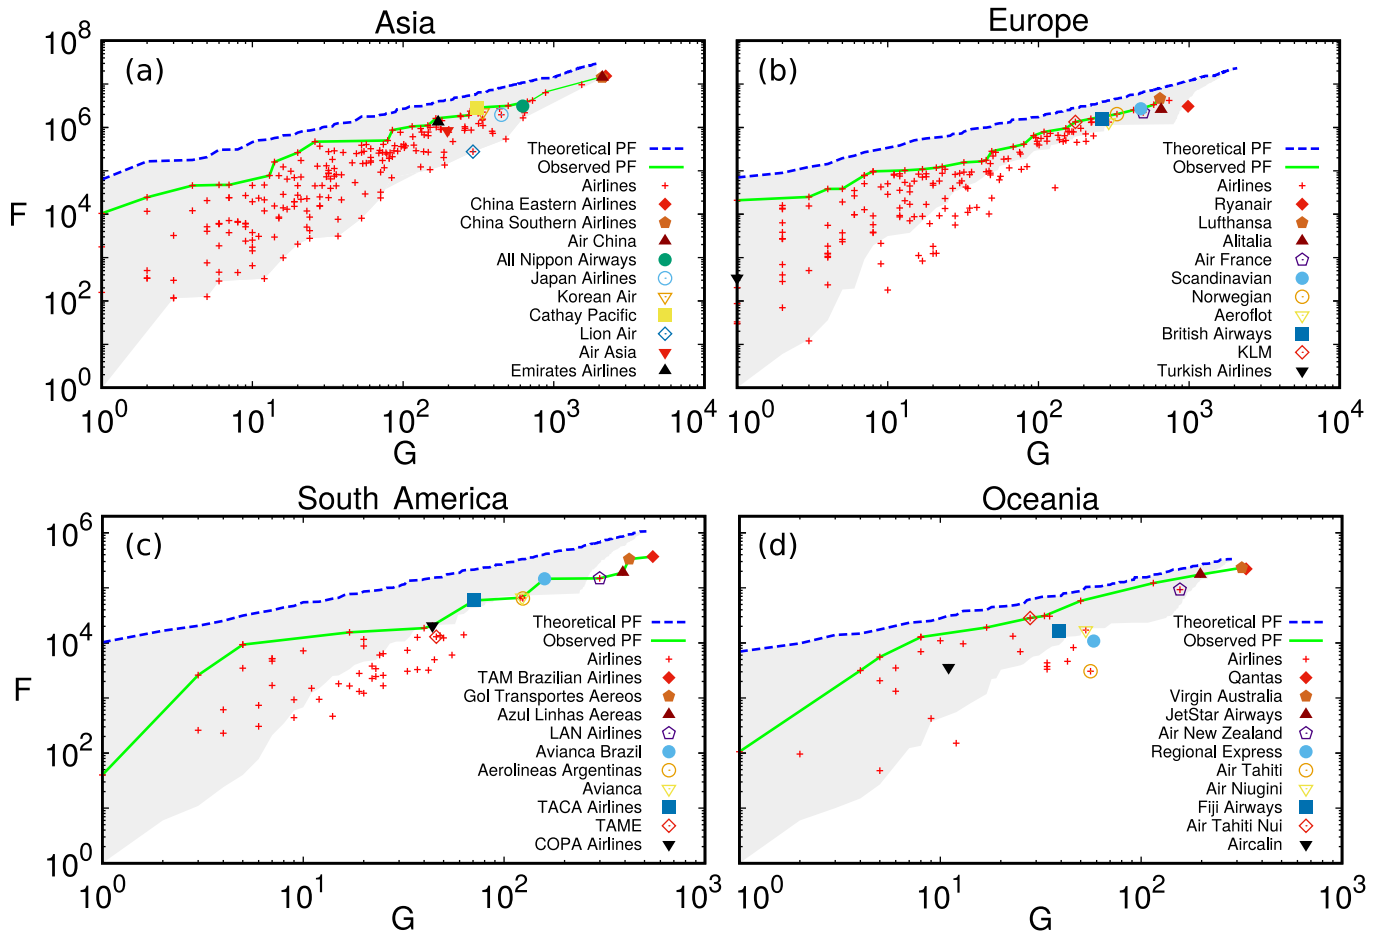 Asia
Europe
(a)
10^8
10^6
10^4
10^2
10^0
F
Theoretical PF
Observed PF
Airlines
China Eastern Airlines
China Southern Airlines
Air China
All Nippon Airways
Japan Airlines
Korean Air
Cathay Pacific
Lion Air
Air Asia
Emirates Airlines
10^0 10^1 10^2 10^3 10^4
G
(b)
Theoretical PF
Observed PF
Airlines
Ryanair
Lufthansa
Alitalia
Air France
Scandinavian
Norwegian
Aeroflot
British Airways
KLM
Turkish Airlines
10^0 10^1 10^2 10^3 10^4
G
South America
Oceania
(c)
10^6
10^4
10^2
10^0
F
Theoretical PF
Observed PF
Airlines
TAM Brazilian Airlines
Gol Transportes Aereos
Azul Linhas Aereas
LAN Airlines
Avianca Brazil
Aerolineas Argentinas
Avianca
TACA Airlines
TAME
COPA Airlines
10^0 10^1 10^2 10^3
G
(d)
Theoretical PF
Observed PF
Airlines
Qantas
Virgin Australia
JetStar Airways
Air New Zealand
Regional Express
Air Tahiti
Air Niugini
Fiji Airways
Air Tahiti Nui
Aircalin
10^0 10^1 10^2 10^3
G